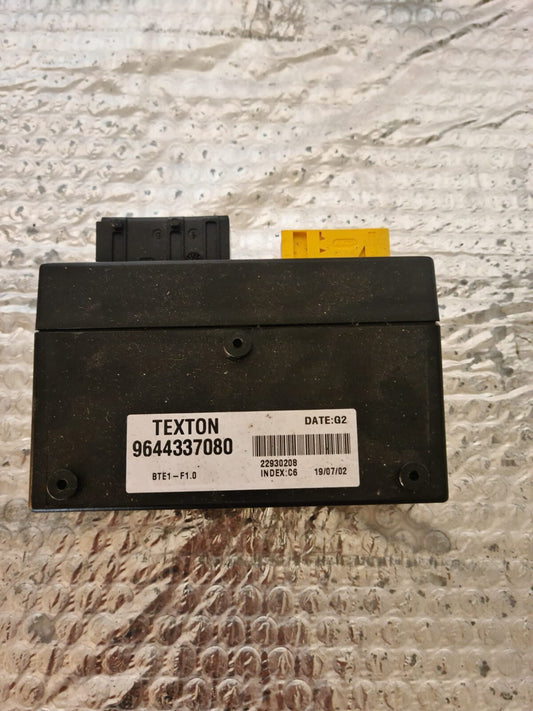 TEXTON DATE:G2
9644337080
22930208
BTE1-F1.0 INDEX:C6 19/07/02